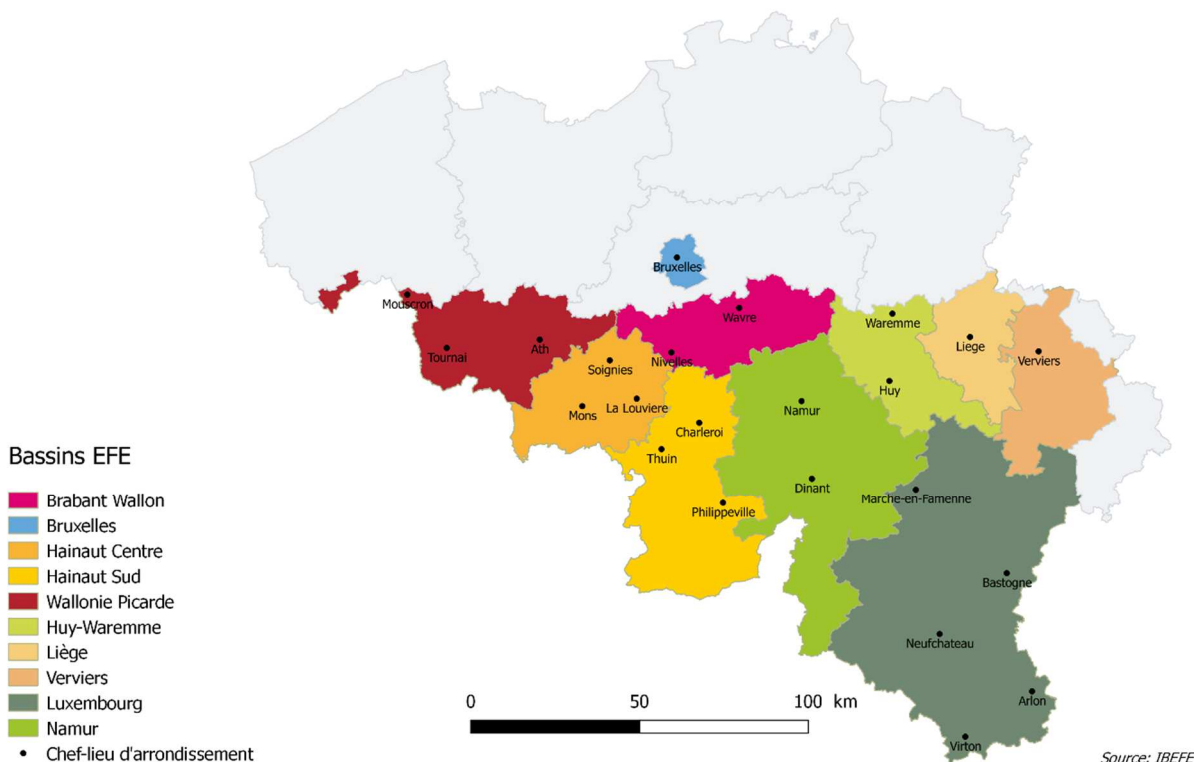 Bruxelles
Mouscron
Wavre
Waremme
Tournai
Ath
Nivelles
Liege
Verviers
Soignies
Huy
Mons
La Louviere
Namur
Charleroi
Thuin
Dinant
Marche-en-Famenne
Philippeville
Bastogne
Neufchateau
Arlon
Virton
Bassins EFE
Brabant Wallon
Bruxelles
Hainaut Centre
Hainaut Sud
Wallonie Picarde
Huy-Waremme
Liège
Verviers
Luxembourg
Namur
Chef-lieu d'arrondissement
0 50 100 km
Source: IBEFE